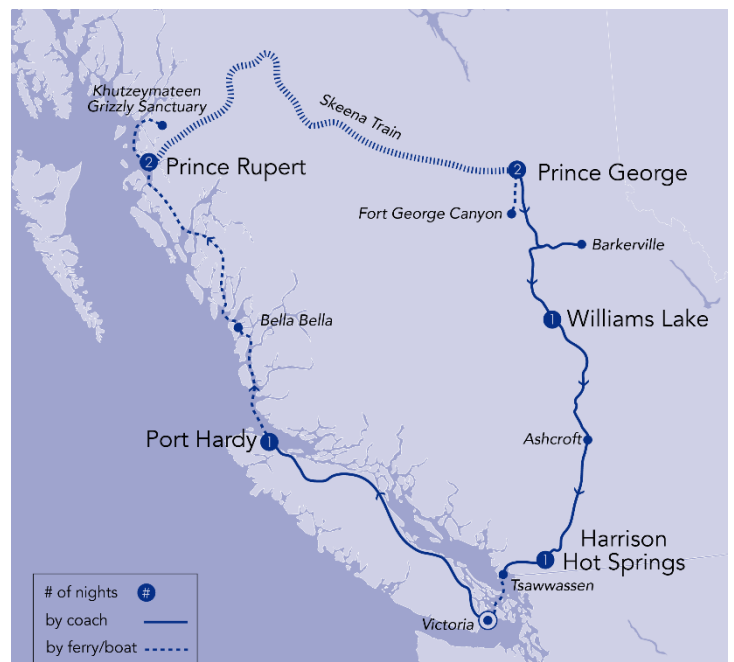 Khutzeymateen
Grizzly Sanctuary
Skeena Train
2
Prince Rupert
2
Prince George
Fort George Canyon
Barkerville
1
Williams Lake
Bella Bella
Port Hardy
1
Ashcroft
Harrison
1
Hot Springs
Tsawwassen
Victoria
# of nights #
by coach
by ferry/boat